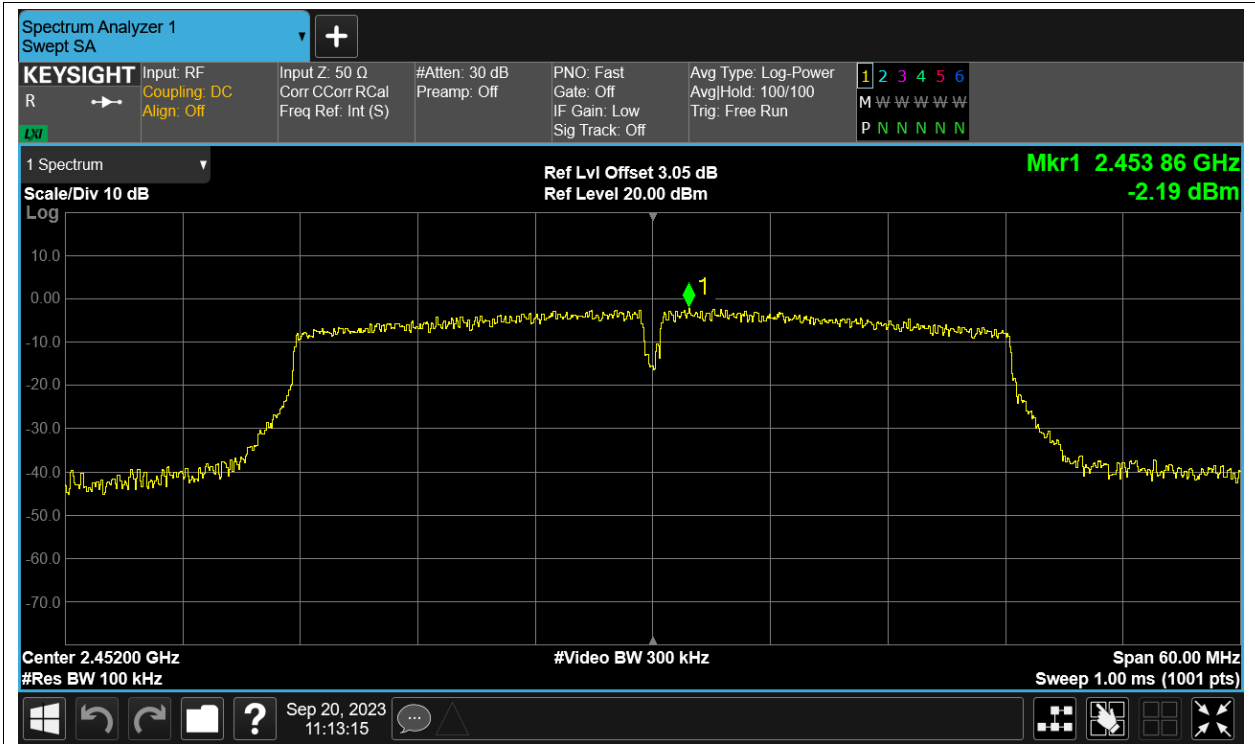 Spectrum Analyzer 1
Swept SA
+
KEYSIGHT
R
LXI
Input: RF
Coupling: DC
Align: Off
Input Z: 50 Ω
Corr CCorr RCal
Freq Ref: Int (S)
#Atten: 30 dB
Preamp: Off
PNO: Fast
Gate: Off
IF Gain: Low
Sig Track: Off
Avg Type: Log-Power
Avg|Hold: 100/100
Trig: Free Run
1 2 3 4 5 6
M W W W W W
P N N N N N
1 Spectrum
Scale/Div 10 dB
Log
Ref Lvl Offset 3.05 dB
Ref Level 20.00 dBm
Mkr1 2.453 86 GHz
-2.19 dBm
1
10.0
0.00
-10.0
-20.0
-30.0
-40.0
-50.0
-60.0
-70.0
Center 2.45200 GHz
#Res BW 100 kHz
#Video BW 300 kHz
Span 60.00 MHz
Sweep 1.00 ms (1001 pts)
?
Sep 20, 2023
11:13:15